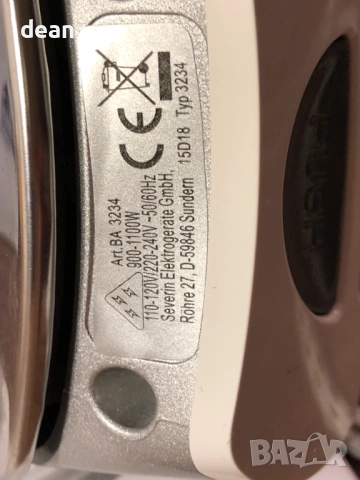 dean
Art.BA 3234
900-1100W
110-120V/220-240V ~50/60Hz
Severin Elektrogeräte GmbH,
Röhre 27, D-59846 Sundern
15D18 Typ 3234
CE
PUSH
BAZAR